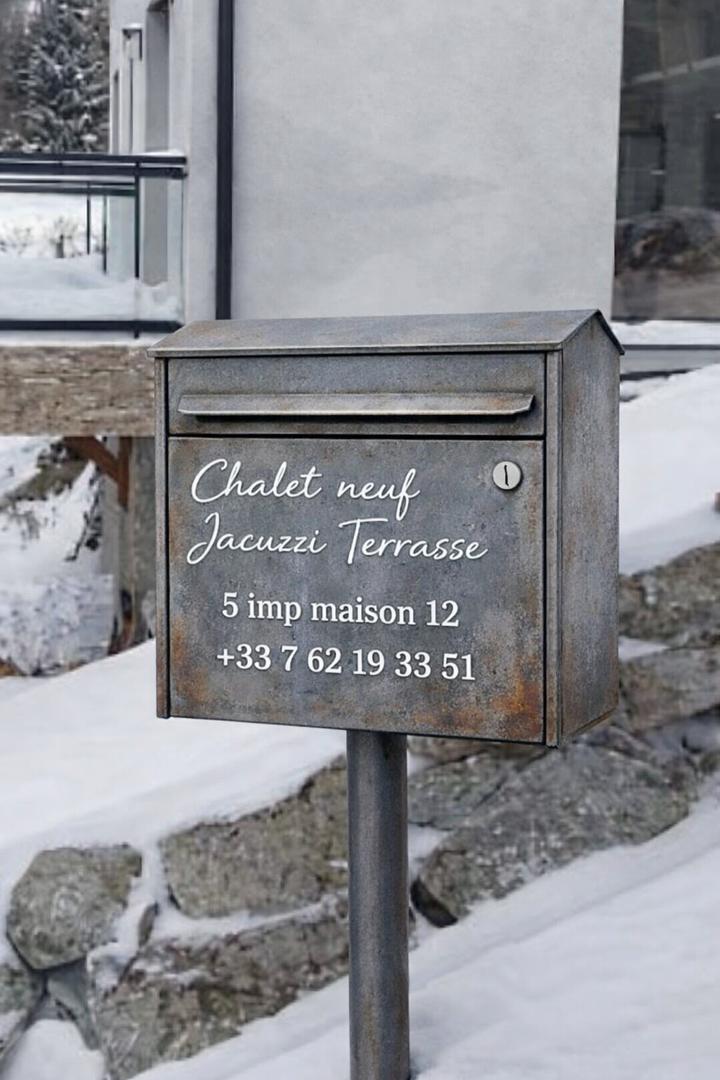 Chalet neuf
Jacuzzi Terrasse
5 imp maison 12
+33 7 62 19 33 51